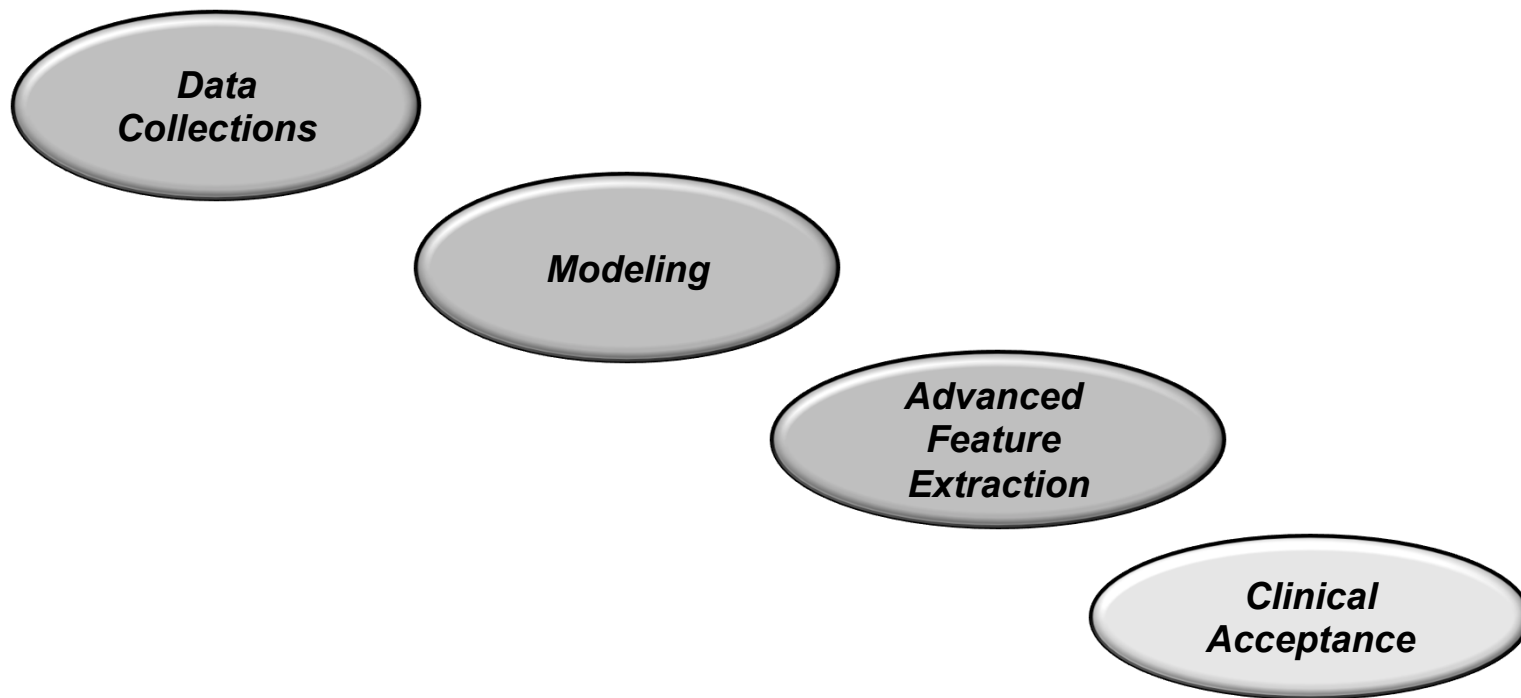 Data
Collections
Modeling
Advanced
Feature
Extraction
Clinical
Acceptance